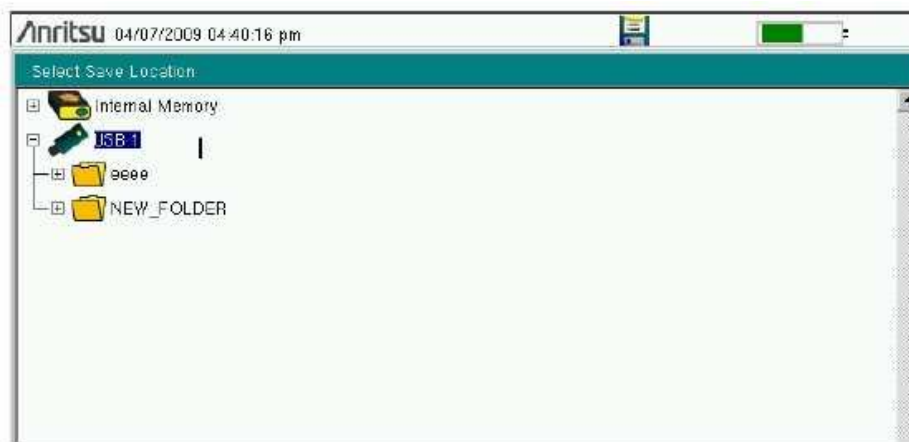 Anritsu 04/07/2009 04:40:16 pm
Select Save Location
Internal Memory
USB 1
eeee
NEW_FOLDER